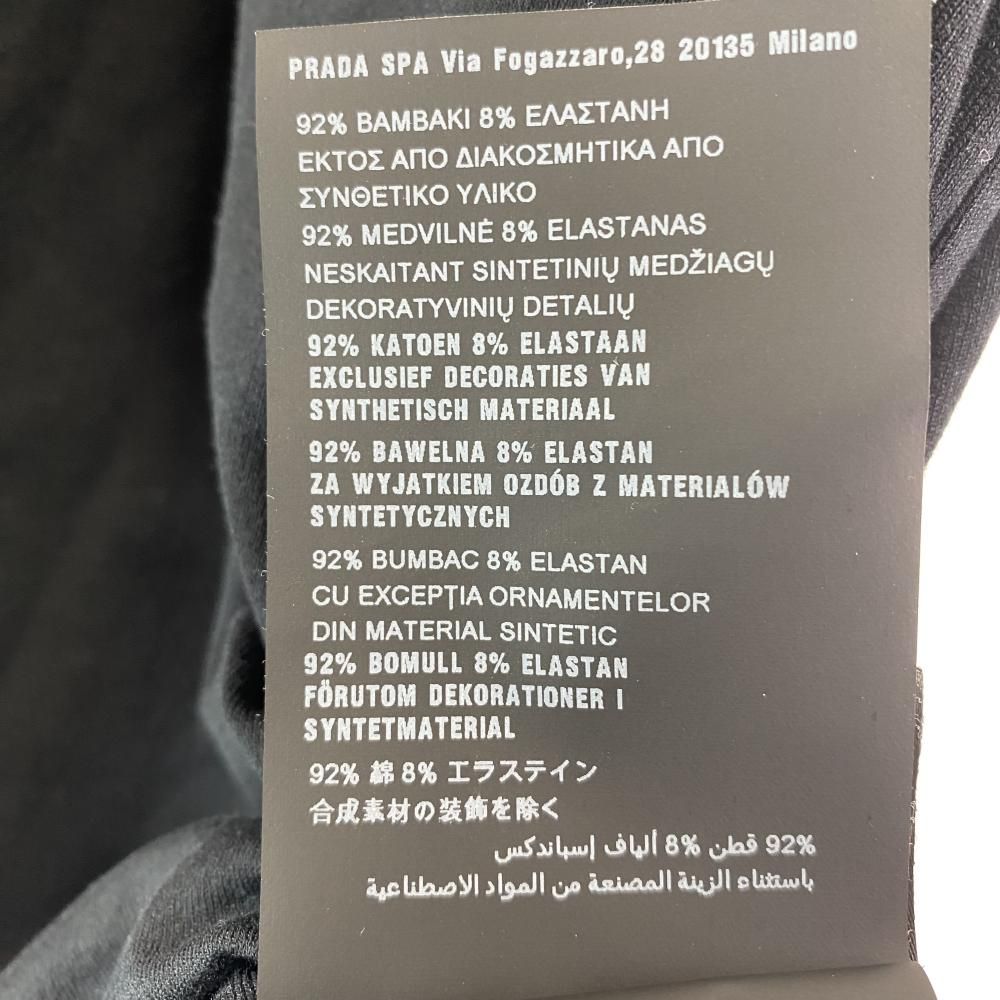 PRADA SPA Via Fogazzaro,28 20135 Milano
92% ΒΑΜΒΑΚΙ 8% ΕΛΑΣΤΑΝΗ
ΕΚΤΟΣ ΑΠΟ ΔΙΑΚΟΣΜΗΤΙΚΑ ΑΠΟ
ΣΥΝΘΕΤΙΚΟ ΥΛΙΚΟ
92% MEDVILNĖ 8% ELASTANAS
NESKAITANT SINTETINIŲ MEDŽIAGŲ
DEKORATYVINIŲ DETALIŲ
92% KATOEN 8% ELASTAAN
EXCLUSIEF DECORATIES VAN
SYNTHETISCH MATERIAAL
92% BAWELNA 8% ELASTAN
ZA WYJATKIEM OZDÓB Z MATERIALÓW
SYNTETYCZNYCH
92% BUMBAC 8% ELASTAN
CU EXCEPŢIA ORNAMENTELOR
DIN MATERIAL SINTETIC
92% BOMULL 8% ELASTAN
FÖRUTOM DEKORATIONER I
SYNTETMATERIAL
92% 綿 8% エラステイン
合成素材の装飾を除く
92% قطن 8% ألياف إسباندكس
باستثناء الزينة المصنعة من المواد الاصطناعية